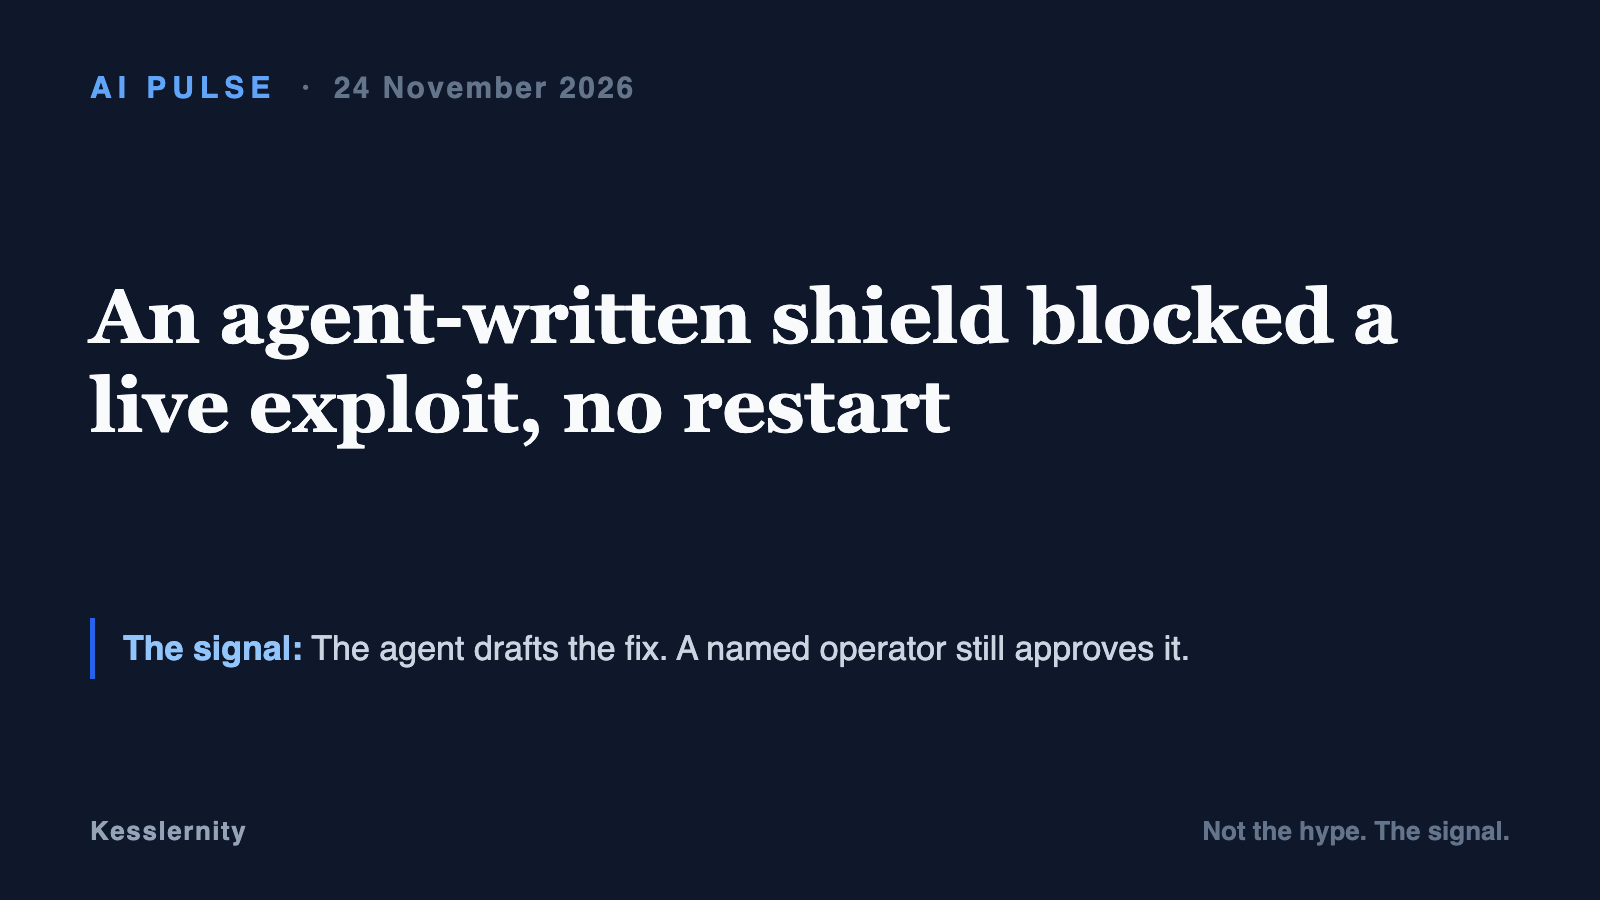 AI PULSE · 24 November 2026
An agent-written shield blocked a
live exploit, no restart
The signal: The agent drafts the fix. A named operator still approves it.
Kesslernity
Not the hype. The signal.